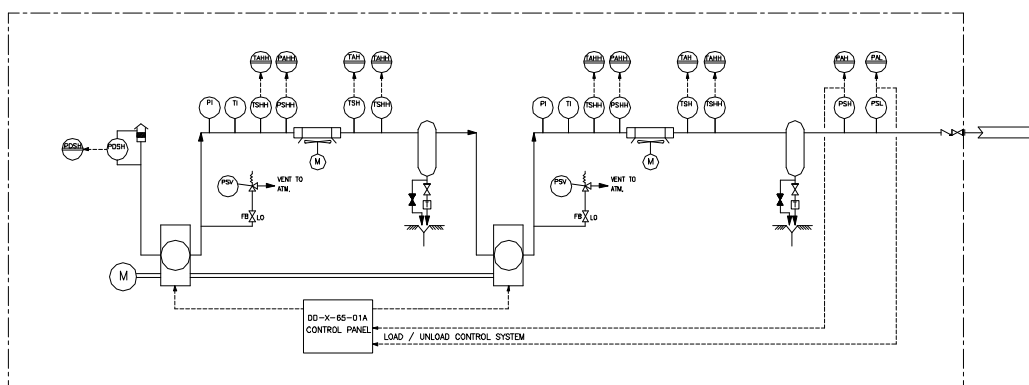 TAHH PAHH TAH TAHH TAHH PAHH TAH TAHH PAH PAL
PI TI TSHH PSHH TSH TSHH PI TI TSHH PSHH TSH TSHH PSH PSL
PDSH PDSH
M M
PSV VENT TO
ATM.
PSV VENT TO
ATM.
FB LO FB LO
T T
M
DD-X-65-01A
CONTROL PANEL
LOAD / UNLOAD CONTROL SYSTEM